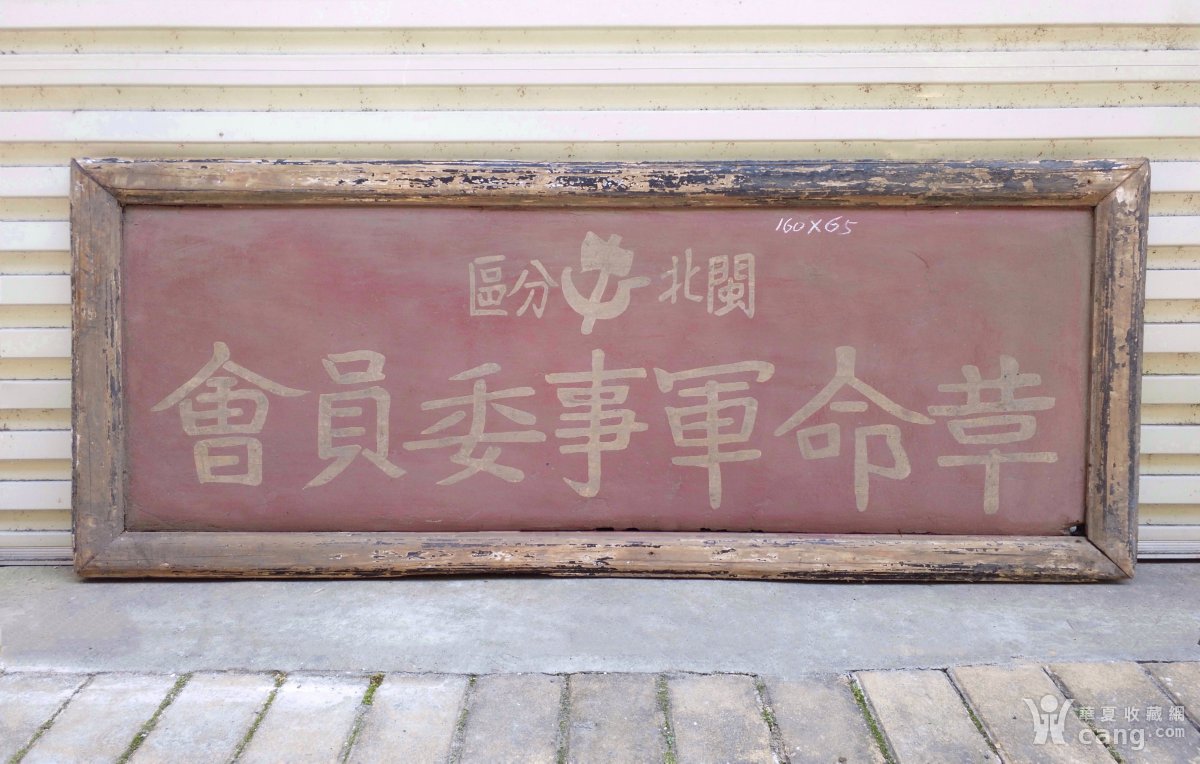 160X65
閩北分區
革命軍事委員會
華夏收藏網
cang.com